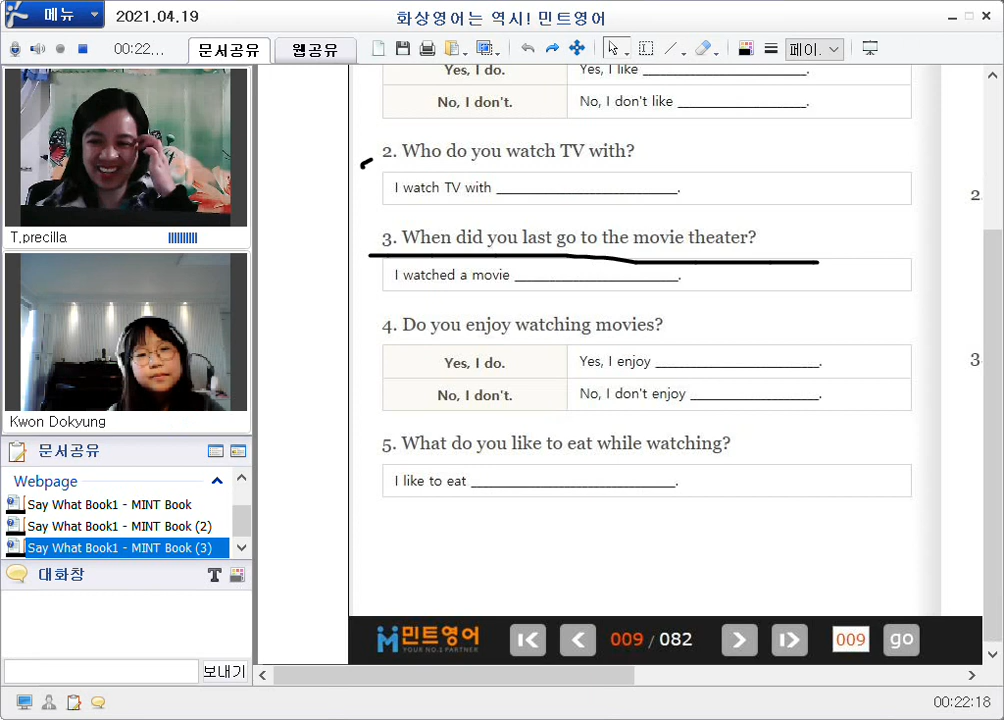 메뉴 2021.04.19 화상영어는 역시! 민트영어
00:22... 문서공유 웹공유 페이.
T.precilla
Kwon Dokyung
문서공유
Webpage
Say What Book1 - MINT Book
Say What Book1 - MINT Book (2)
Say What Book1 - MINT Book (3)
대화창
보내기
Yes, I do. Yes, I like ______________________.
No, I don't. No, I don't like _________________.
2. Who do you watch TV with?
I watch TV with ________________________.
3. When did you last go to the movie theater?
I watched a movie ______________________.
4. Do you enjoy watching movies?
Yes, I do. Yes, I enjoy ______________________.
No, I don't. No, I don't enjoy _________________.
5. What do you like to eat while watching?
I like to eat ___________________________.
2
3
민트영어
YOUR NO.1 PARTNER
009 / 082 009 go
00:22:18